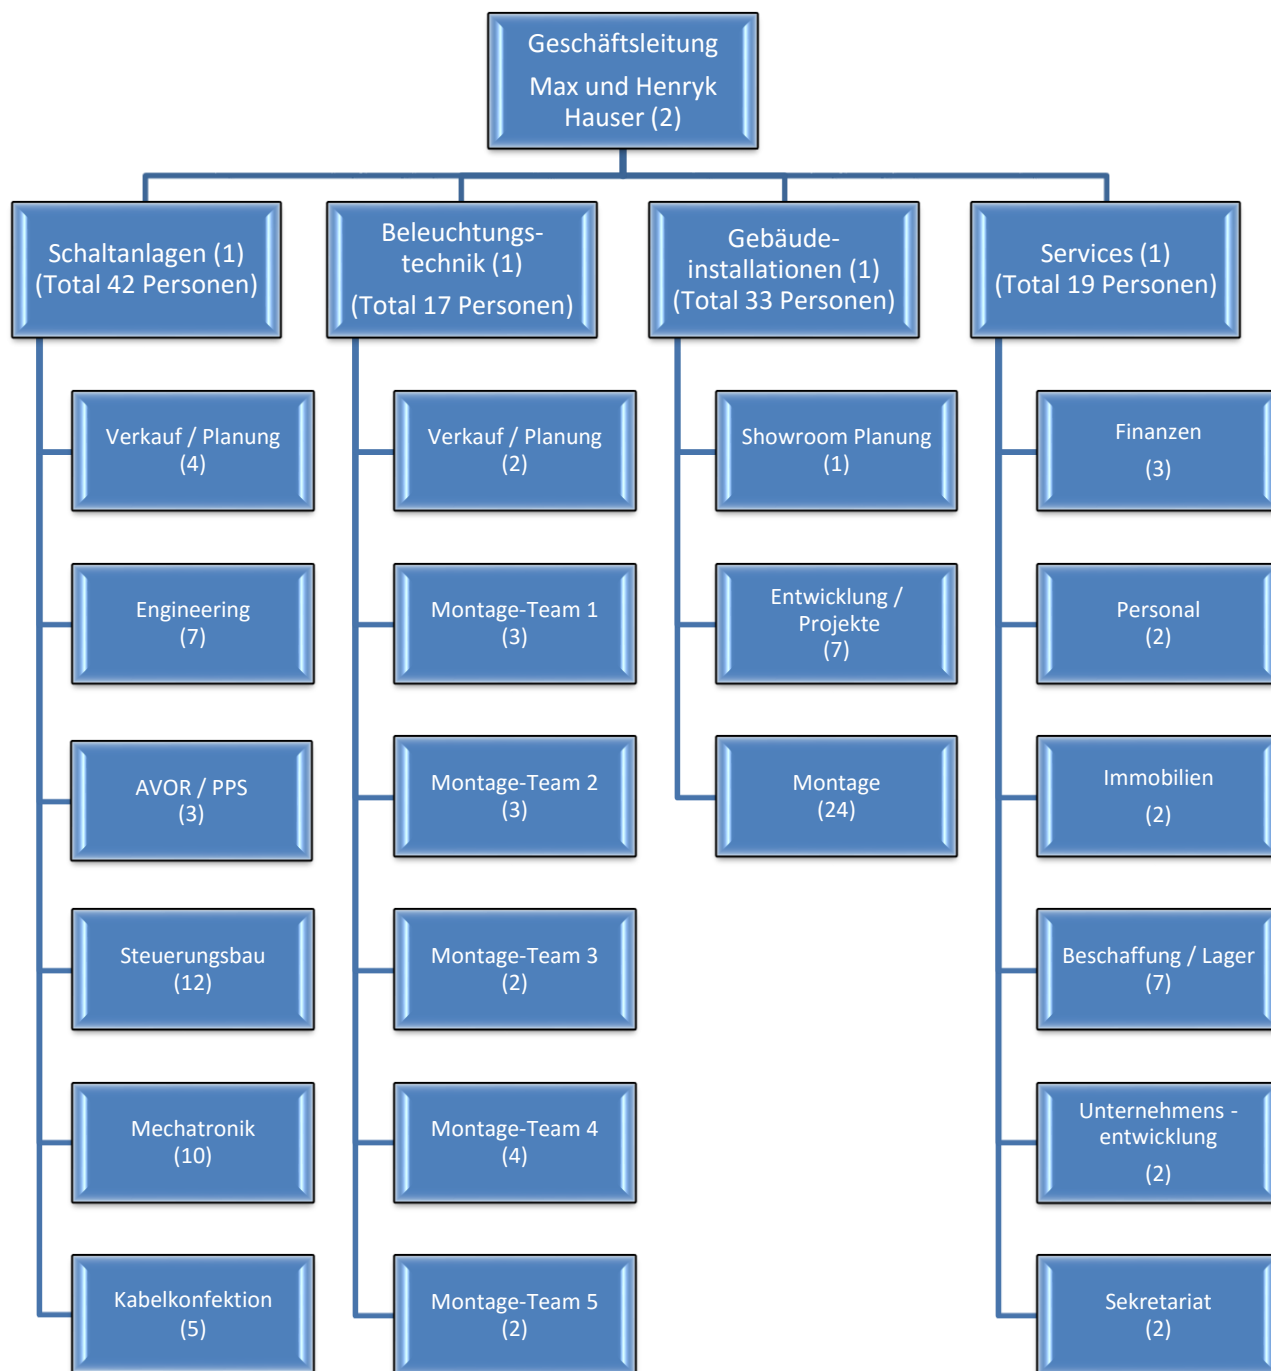 Geschäftsleitung
Max und Henryk
Hauser (2)
Schaltanlagen (1)
(Total 42 Personen)
Beleuchtungs-
technik (1)
(Total 17 Personen)
Gebäude-
installationen (1)
(Total 33 Personen)
Services (1)
(Total 19 Personen)
Verkauf / Planung
(4)
Engineering
(7)
AVOR / PPS
(3)
Steuerungsbau
(12)
Mechatronik
(10)
Kabelkonfektion
(5)
Verkauf / Planung
(2)
Montage-Team 1
(3)
Montage-Team 2
(3)
Montage-Team 3
(2)
Montage-Team 4
(4)
Montage-Team 5
(2)
Showroom Planung
(1)
Entwicklung /
Projekte
(7)
Montage
(24)
Finanzen
(3)
Personal
(2)
Immobilien
(2)
Beschaffung / Lager
(7)
Unternehmens -
entwicklung
(2)
Sekretariat
(2)